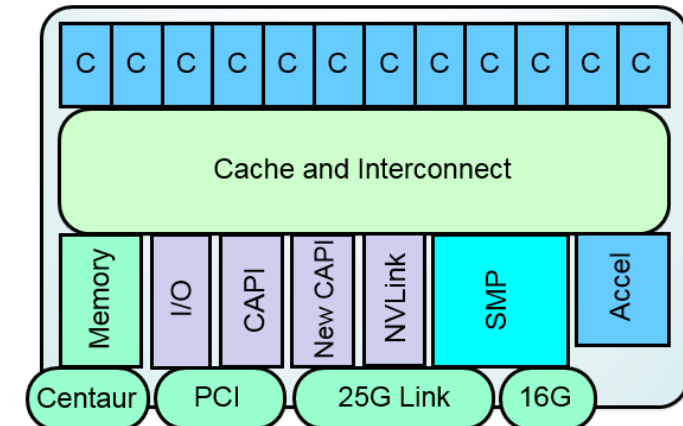 C C C C C C C C C C C C
Cache and Interconnect
Memory I/O CAPI New CAPI NVLink SMP Accel
Centaur PCI 25G Link 16G